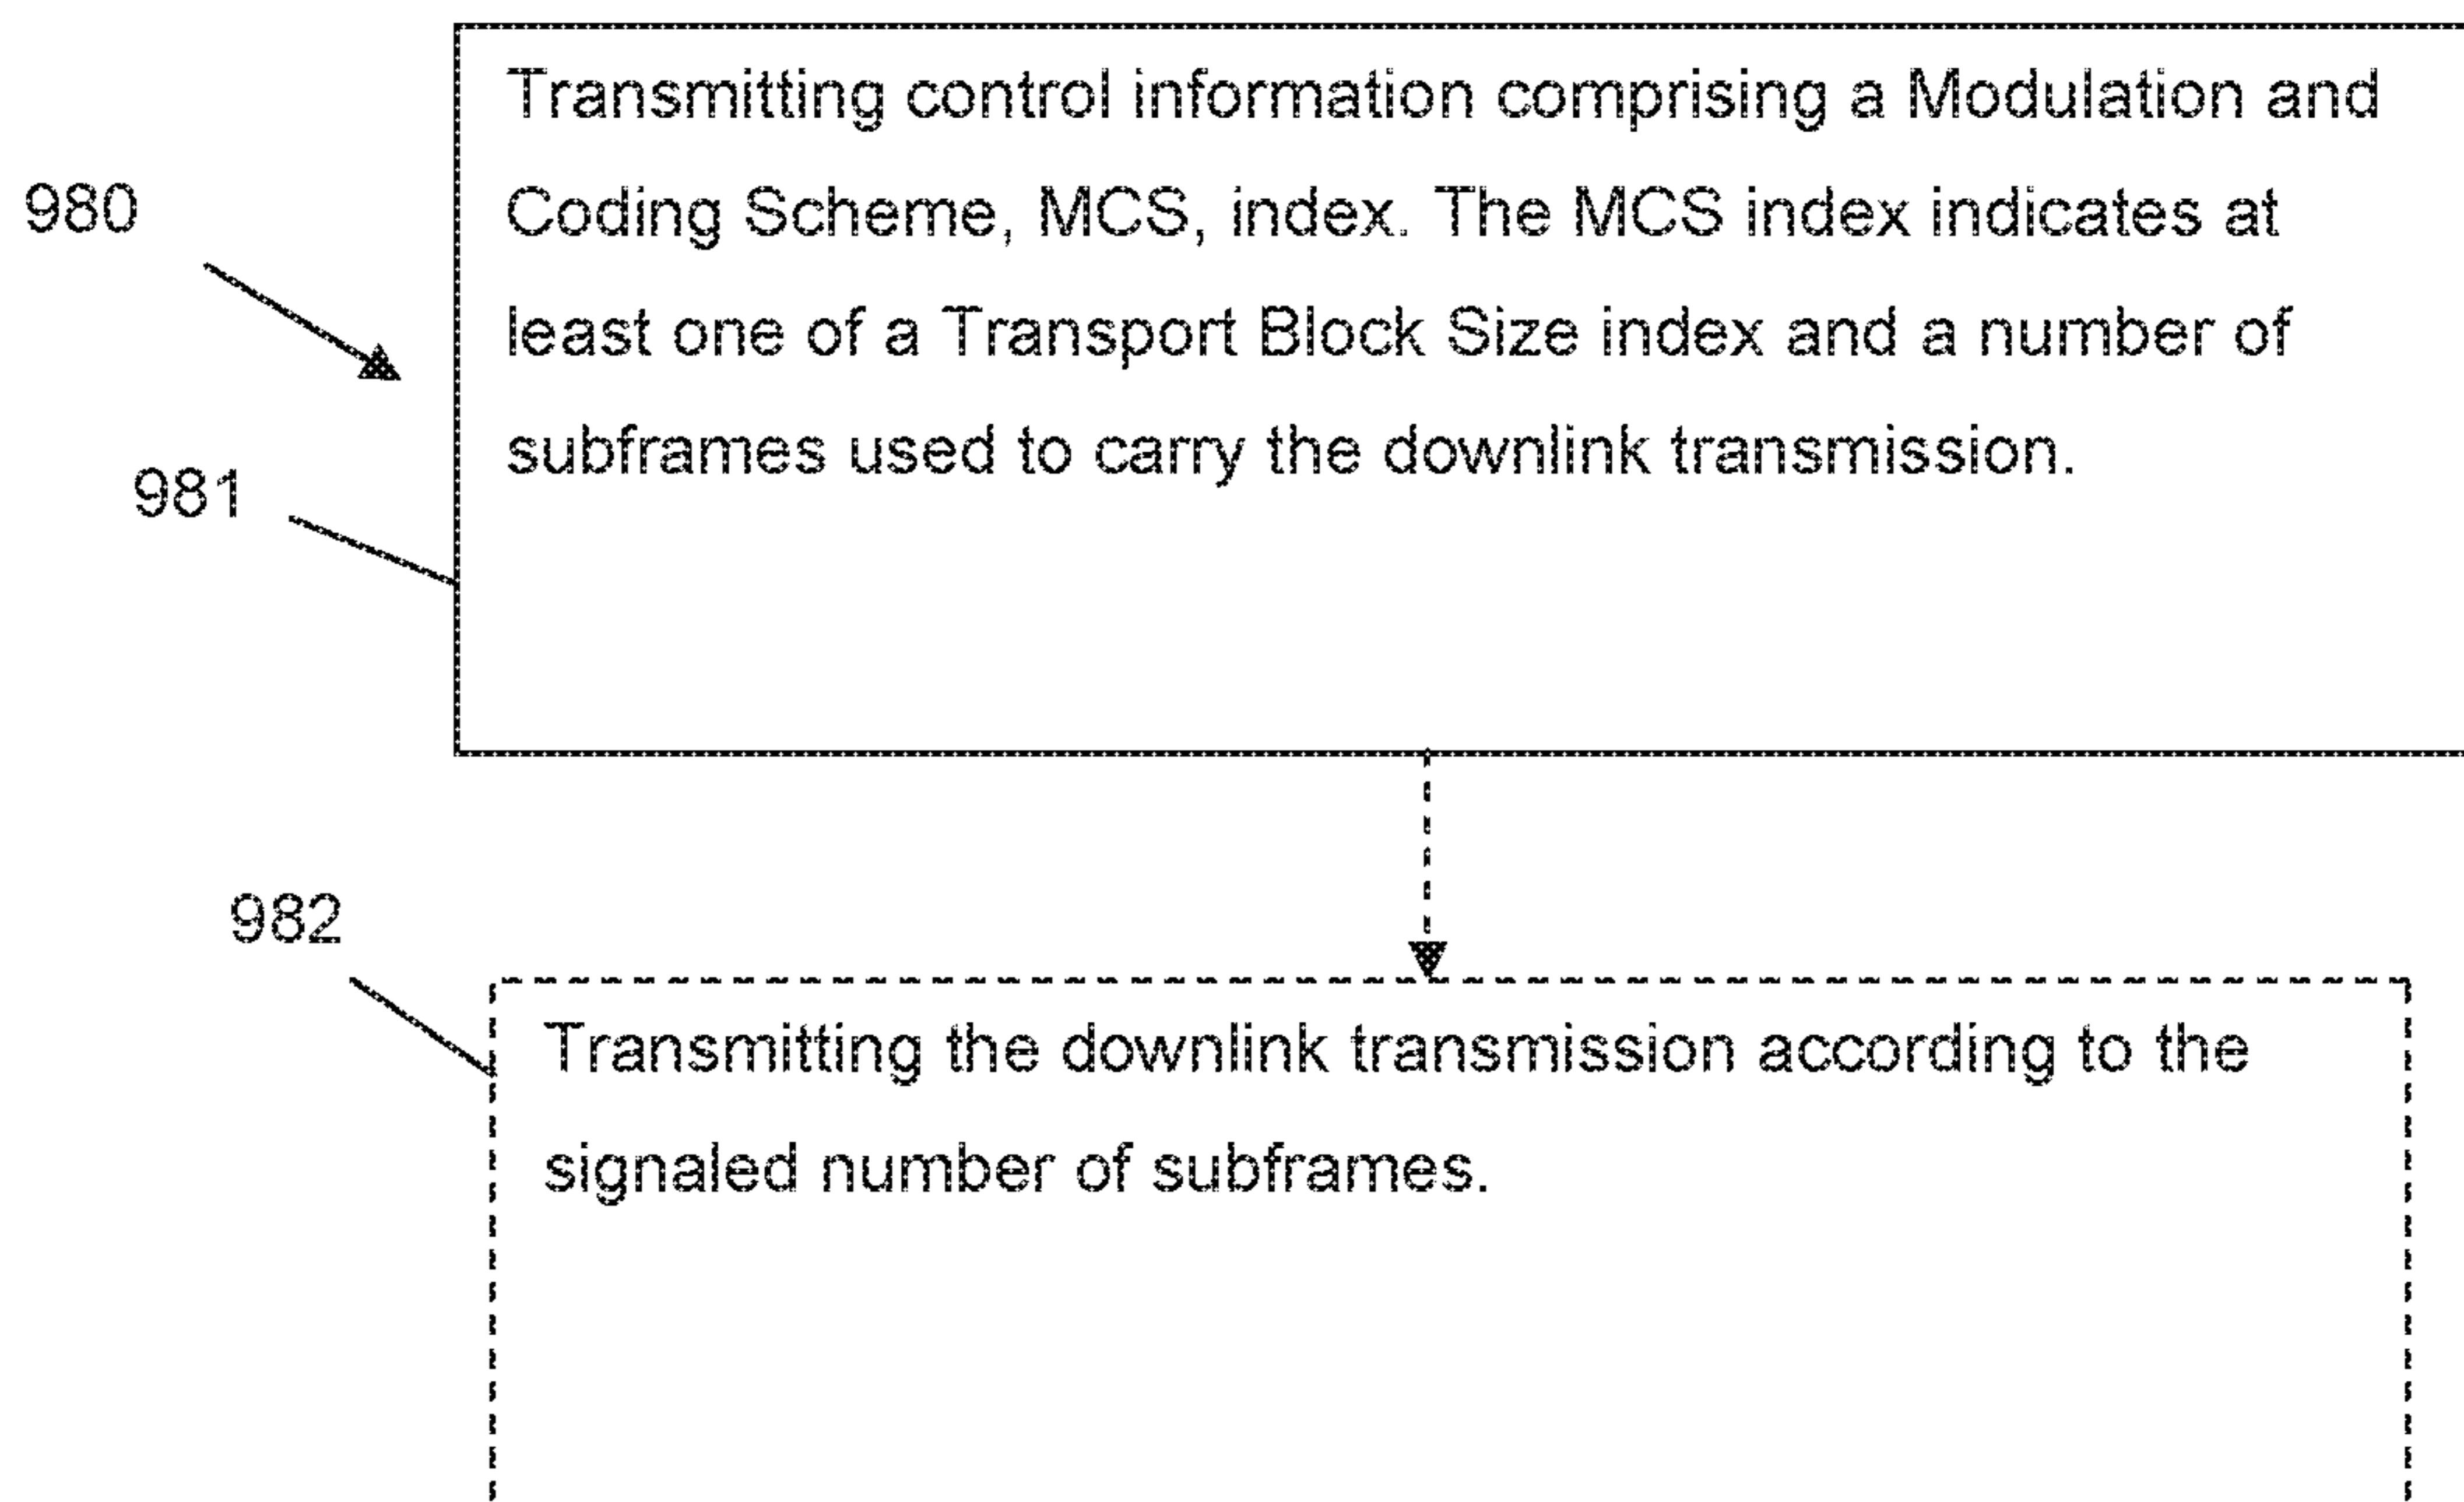 Transmitting control information comprising a Modulation and
980
Coding Scheme, MCS, index. The MCS index indicates at
least one of a Transport Block Size index and a number of
subframes used to carry the downlink transmission.
981
982
Transmitting the downlink transmission according to the
signaled number of subframes.